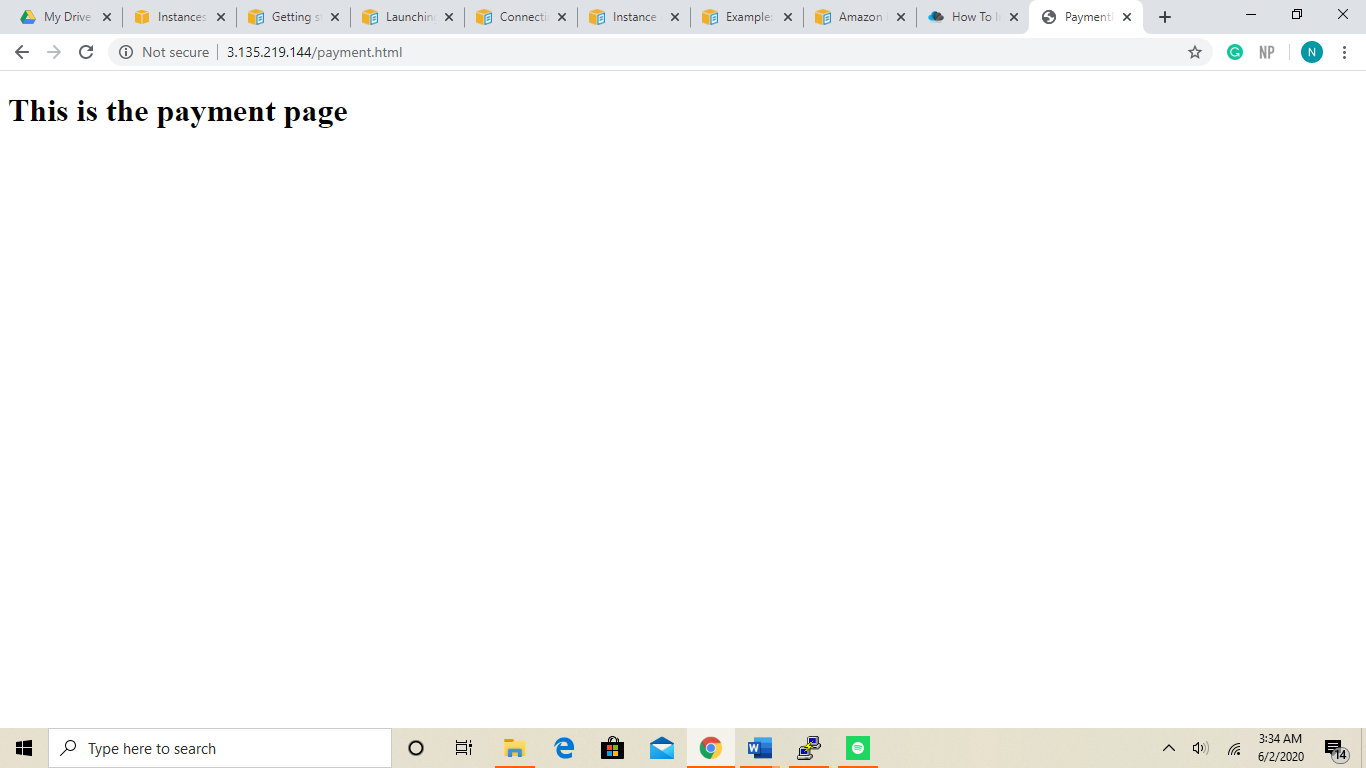 My Drive
Instances
Getting s
Launching
Connecti
Instance
Example:
Amazon
How To I
Payment
Not secure
3.135.219.144/payment.html
NP
N
This is the payment page
Type here to search
3:34 AM
6/2/2020
14